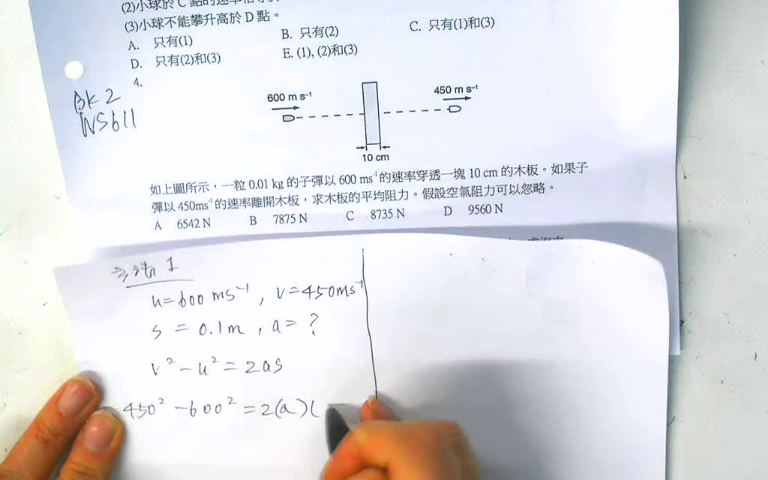 (2)小球於 C 點的速率
(3)小球不能攀升高於 D 點。
A. 只有(1)
B. 只有(2)
C. 只有(1)和(3)
D. 只有(2)和(3)
E. (1), (2)和(3)
4.
BK2
WS611
600 m s⁻¹
450 m s⁻¹
10 cm
如上圖所示，一粒 0.01 kg 的子彈以 600 ms⁻¹的速率穿透一塊 10 cm 的木板。如果子
彈以 450ms⁻¹的速率離開木板，求木板的平均阻力。假設空氣阻力可以忽略。
A 6542 N B 7875 N C 8735 N D 9560 N
方法 1
u=600 ms⁻¹ , v=450ms⁻¹
s = 0.1m , a= ?
v² - u² = 2as
450² - 600² = 2(a)(